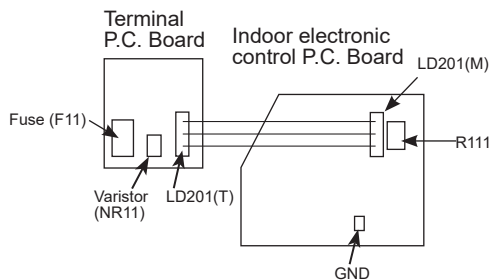 Terminal
P.C. Board
Indoor electronic
control P.C. Board
LD201(M)
Fuse (F11)
R111
Varistor
(NR11)
LD201(T)
GND